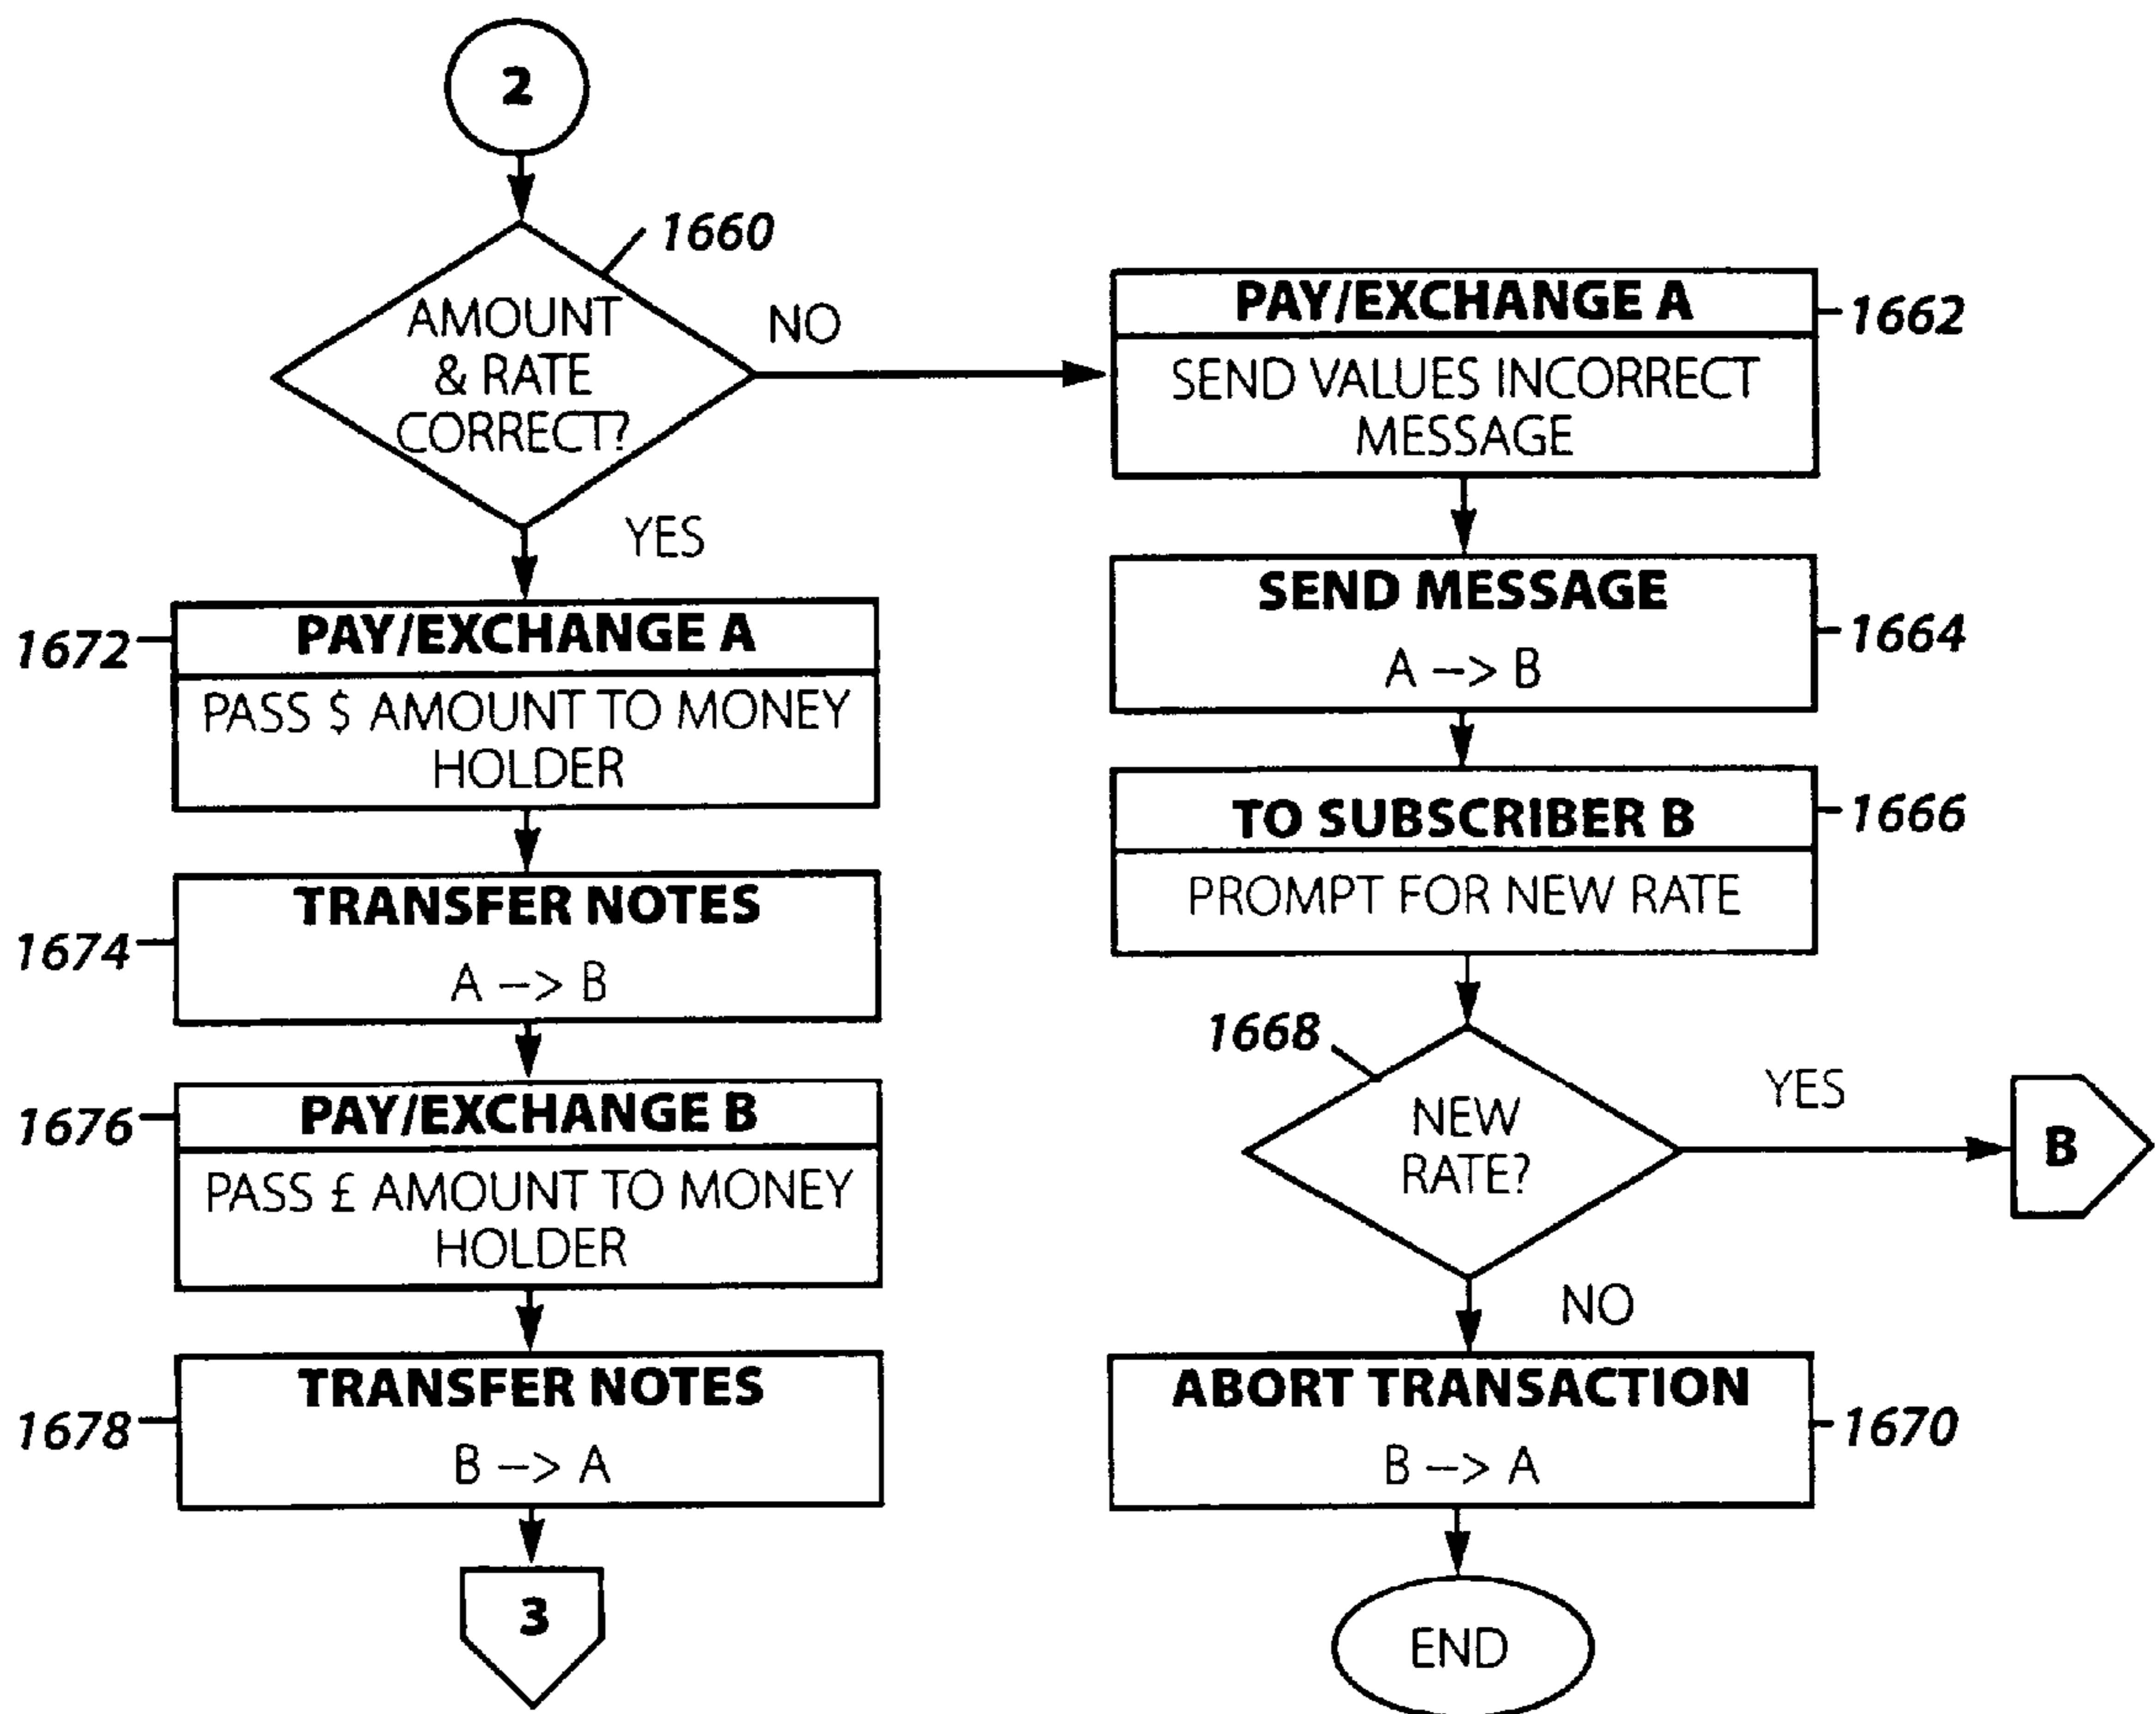 2
1660
AMOUNT
& RATE
CORRECT?
NO
YES
PAY/EXCHANGE A
1662
SEND VALUES INCORRECT
MESSAGE
SEND MESSAGE
1664
A –> B
TO SUBSCRIBER B
1666
PROMPT FOR NEW RATE
1668
NEW
RATE?
YES
B
NO
ABORT TRANSACTION
1670
B –> A
END
1672
PAY/EXCHANGE A
PASS $ AMOUNT TO MONEY
HOLDER
TRANSFER NOTES
1674
A –> B
1676
PAY/EXCHANGE B
PASS £ AMOUNT TO MONEY
HOLDER
TRANSFER NOTES
1678
B –> A
3